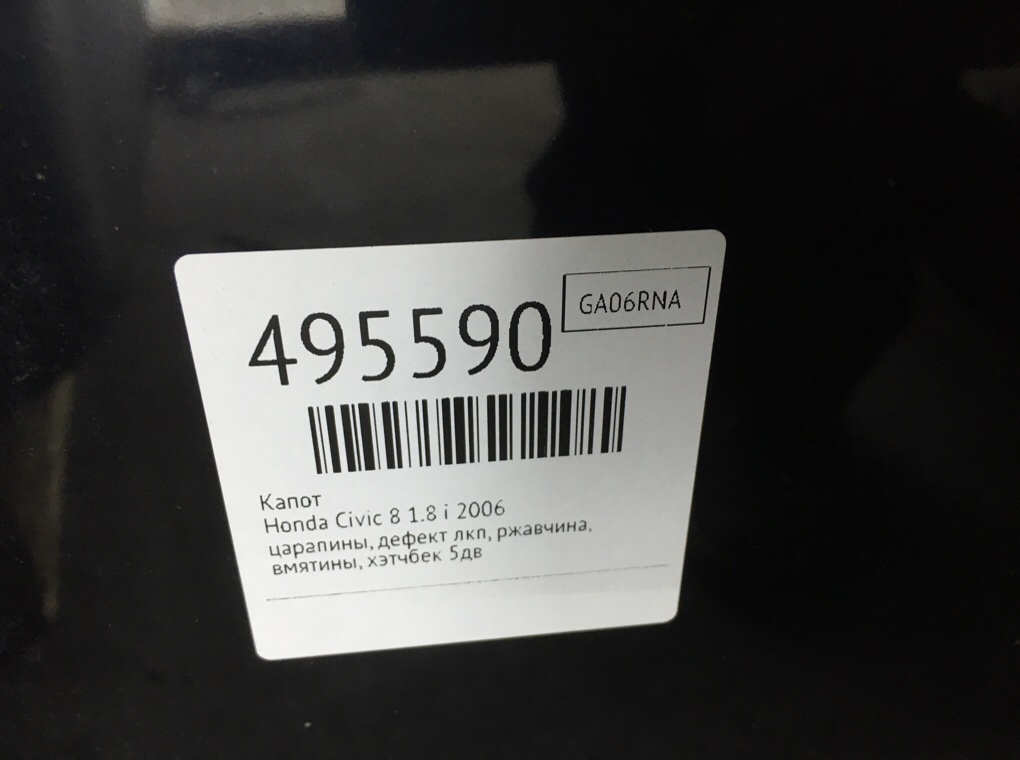 GA06RNA
495590
Капот
Honda Civic 8 1.8 i 2006
царапины, дефект лкп, ржавчина,
вмятины, хэтчбек 5дв